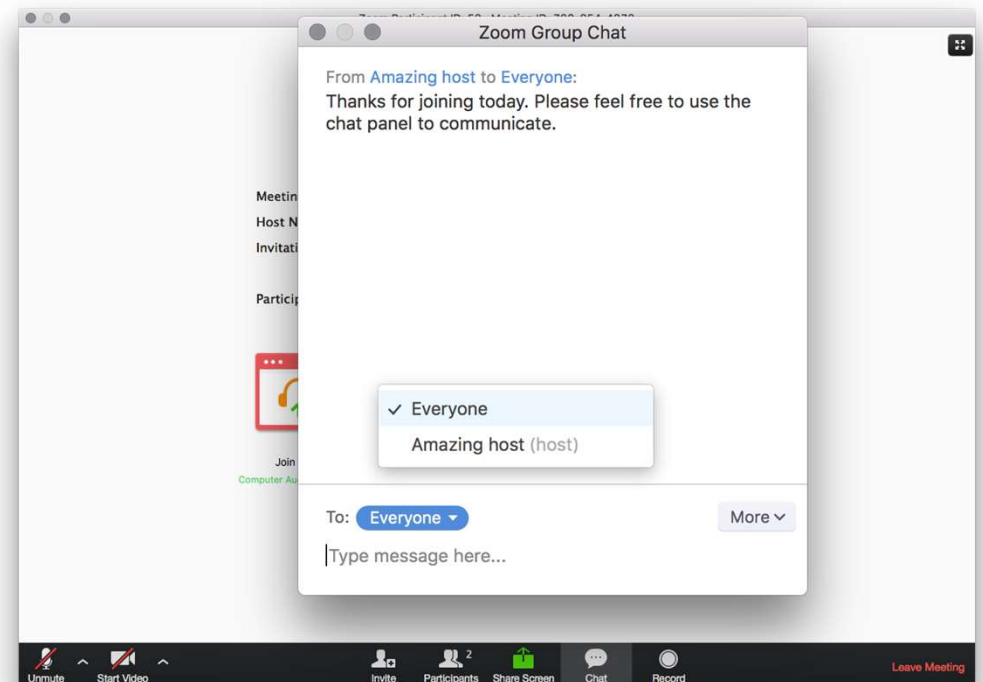 Zoom Group Chat
From Amazing host to Everyone:
Thanks for joining today. Please feel free to use the
chat panel to communicate.
Meetin
Host N
Invitati
Particip
Join
Computer Au
✓ Everyone
Amazing host (host)
To: Everyone
More
Type message here...
Unmute
Start Video
Invite
Participants
2
Share Screen
Chat
Record
Leave Meeting